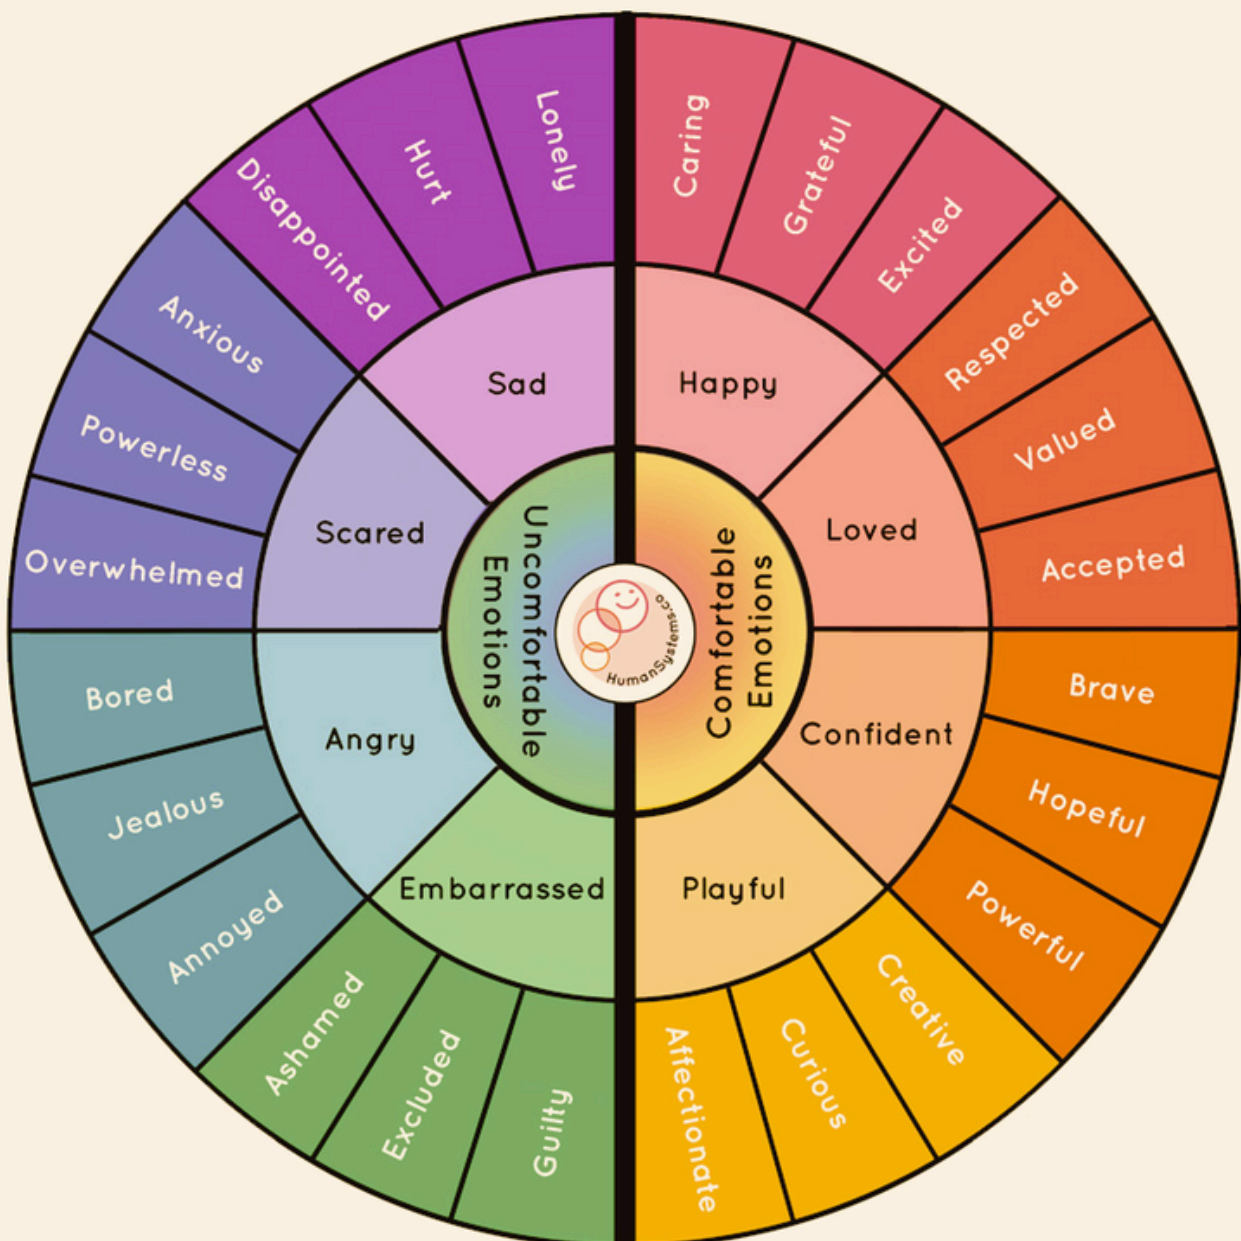 Lonely
Hurt
Disappointed
Anxious
Powerless
Overwhelmed
Bored
Jealous
Annoyed
Ashamed
Excluded
Guilty
Sad
Scared
Angry
Embarrassed
Uncomfortable
Emotions
HumanSystems.co
Comfortable
Emotions
Happy
Loved
Confident
Playful
Caring
Grateful
Excited
Respected
Valued
Accepted
Brave
Hopeful
Powerful
Creative
Curious
Affectionate